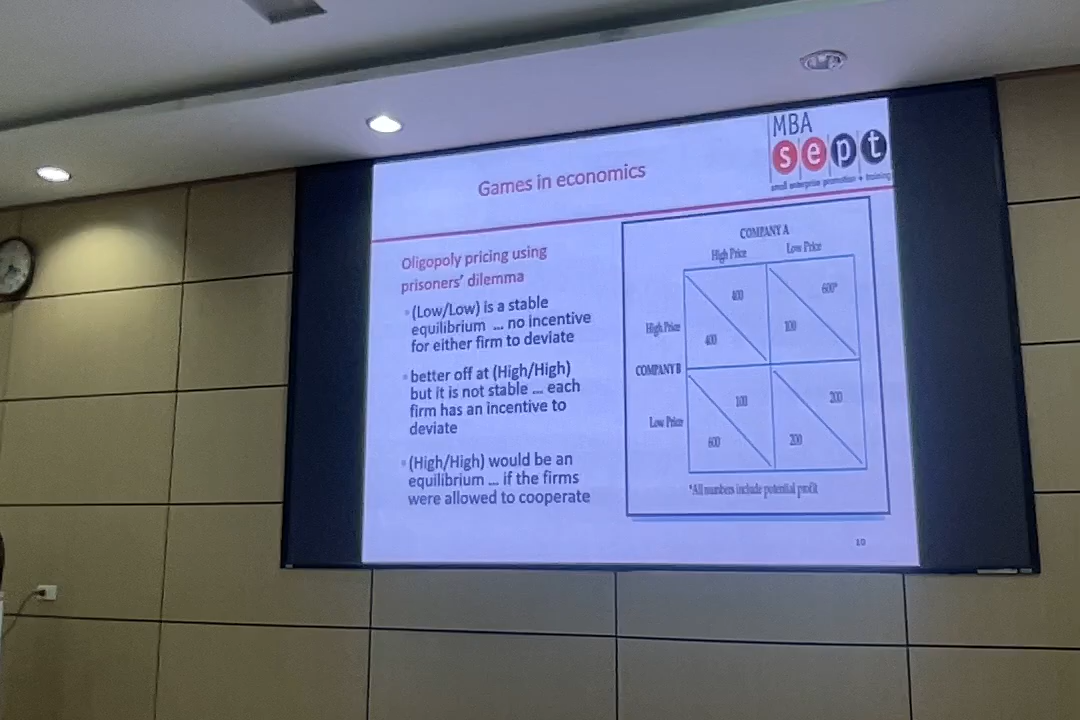 MBA
sept
small enterprise promotion + training
Games in economics
Oligopoly pricing using
prisoners' dilemma
(Low/Low) is a stable
equilibrium ... no incentive
for either firm to deviate
better off at (High/High)
but it is not stable ... each
firm has an incentive to
deviate
(High/High) would be an
equilibrium ... if the firms
were allowed to cooperate
COMPANY A
High Price Low Price
400 600*
High Price
400 100
COMPANY B
100 200
Low Price
600 200
*All numbers include potential profit
10